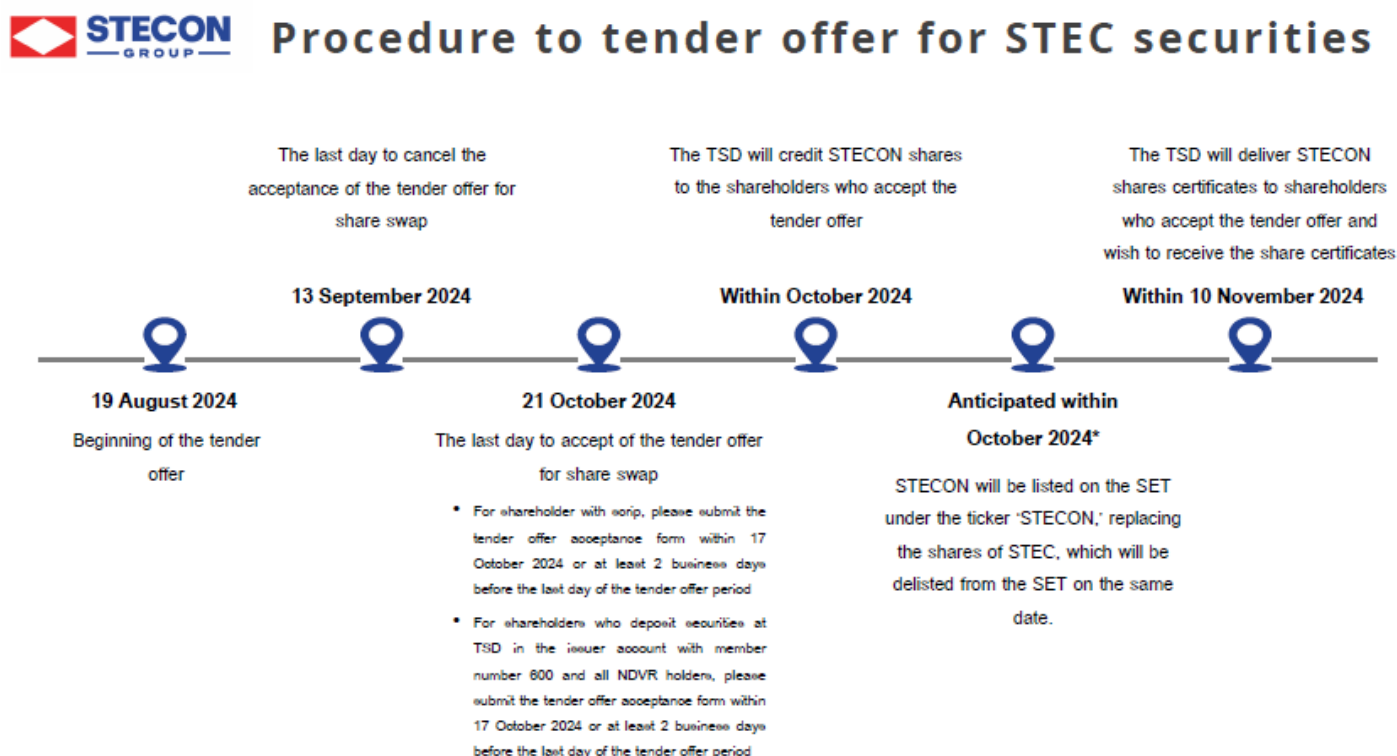 STECON
GROUP
Procedure to tender offer for STEC securities
The last day to cancel the
acceptance of the tender offer for
share swap
13 September 2024
The TSD will credit STECON shares
to the shareholders who accept the
tender offer
Within October 2024
The TSD will deliver STECON
shares certificates to shareholders
who accept the tender offer and
wish to receive the share certificates
Within 10 November 2024
19 August 2024
Beginning of the tender
offer
21 October 2024
The last day to accept of the tender offer
for share swap
• For shareholder with scrip, please submit the
tender offer acceptance form within 17
October 2024 or at least 2 business days
before the last day of the tender offer period
• For shareholders who deposit securities at
TSD in the issuer account with member
number 600 and all NDVR holders, please
submit the tender offer acceptance form within
17 October 2024 or at least 2 business days
before the last day of the tender offer period
Anticipated within
October 2024*
STECON will be listed on the SET
under the ticker "STECON," replacing
the shares of STEC, which will be
delisted from the SET on the same
date.